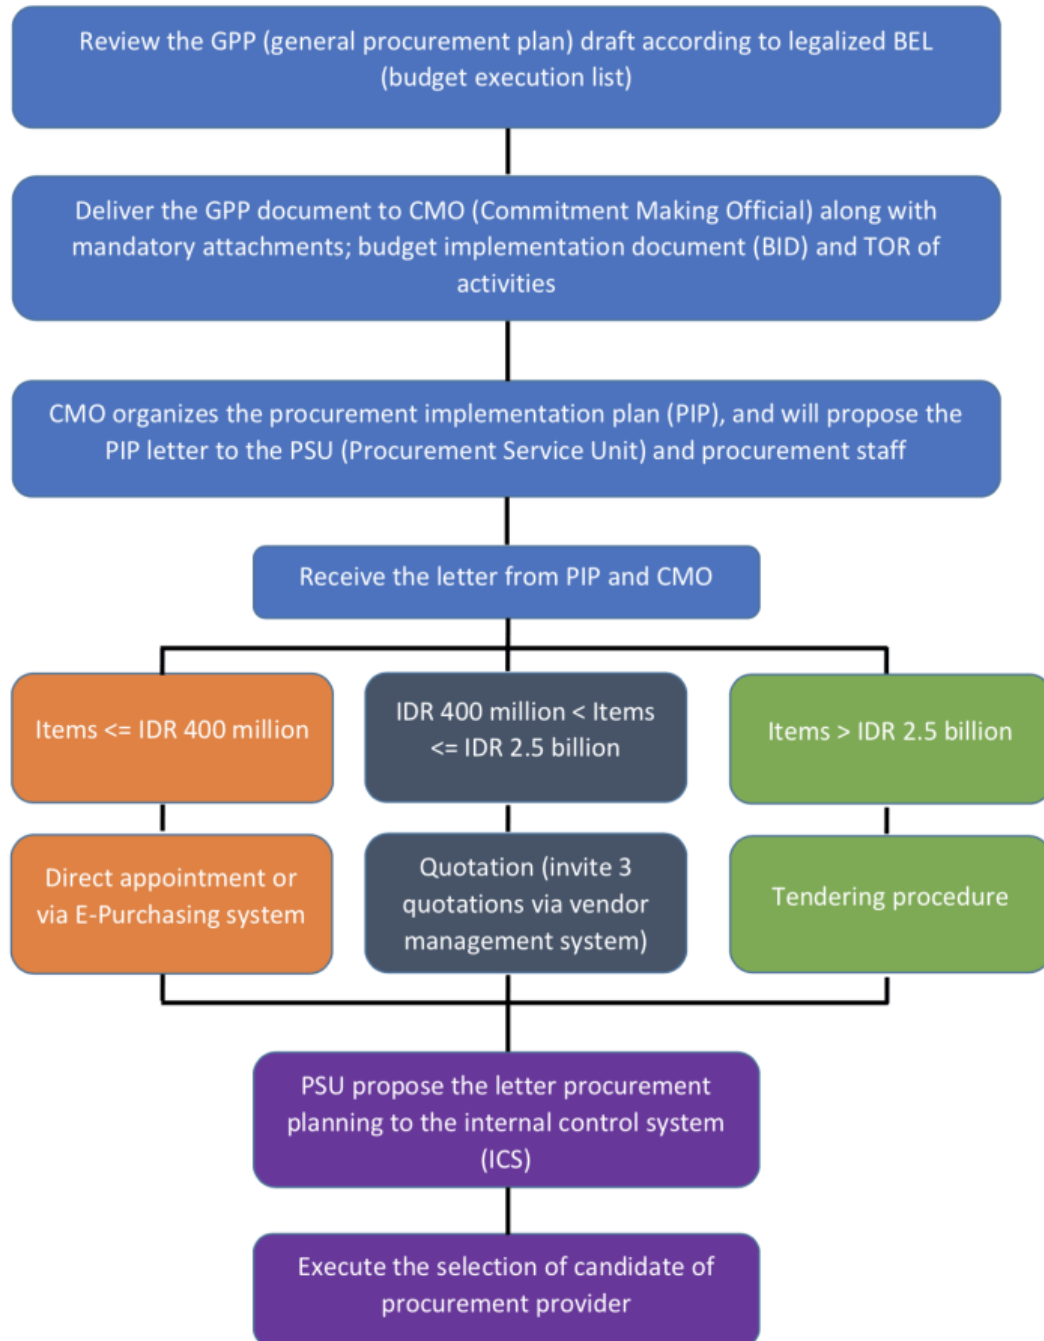 Review the GPP (general procurement plan) draft according to legalized BEL
(budget execution list)
Deliver the GPP document to CMO (Commitment Making Official) along with
mandatory attachments; budget implementation document (BID) and TOR of
activities
CMO organizes the procurement implementation plan (PIP), and will propose the
PIP letter to the PSU (Procurement Service Unit) and procurement staff
Receive the letter from PIP and CMO
Items <= IDR 400 million
IDR 400 million < Items
<= IDR 2.5 billion
Items > IDR 2.5 billion
Direct appointment or
via E-Purchasing system
Quotation (invite 3
quotations via vendor
management system)
Tendering procedure
PSU propose the letter procurement
planning to the internal control system
(ICS)
Execute the selection of candidate of
procurement provider